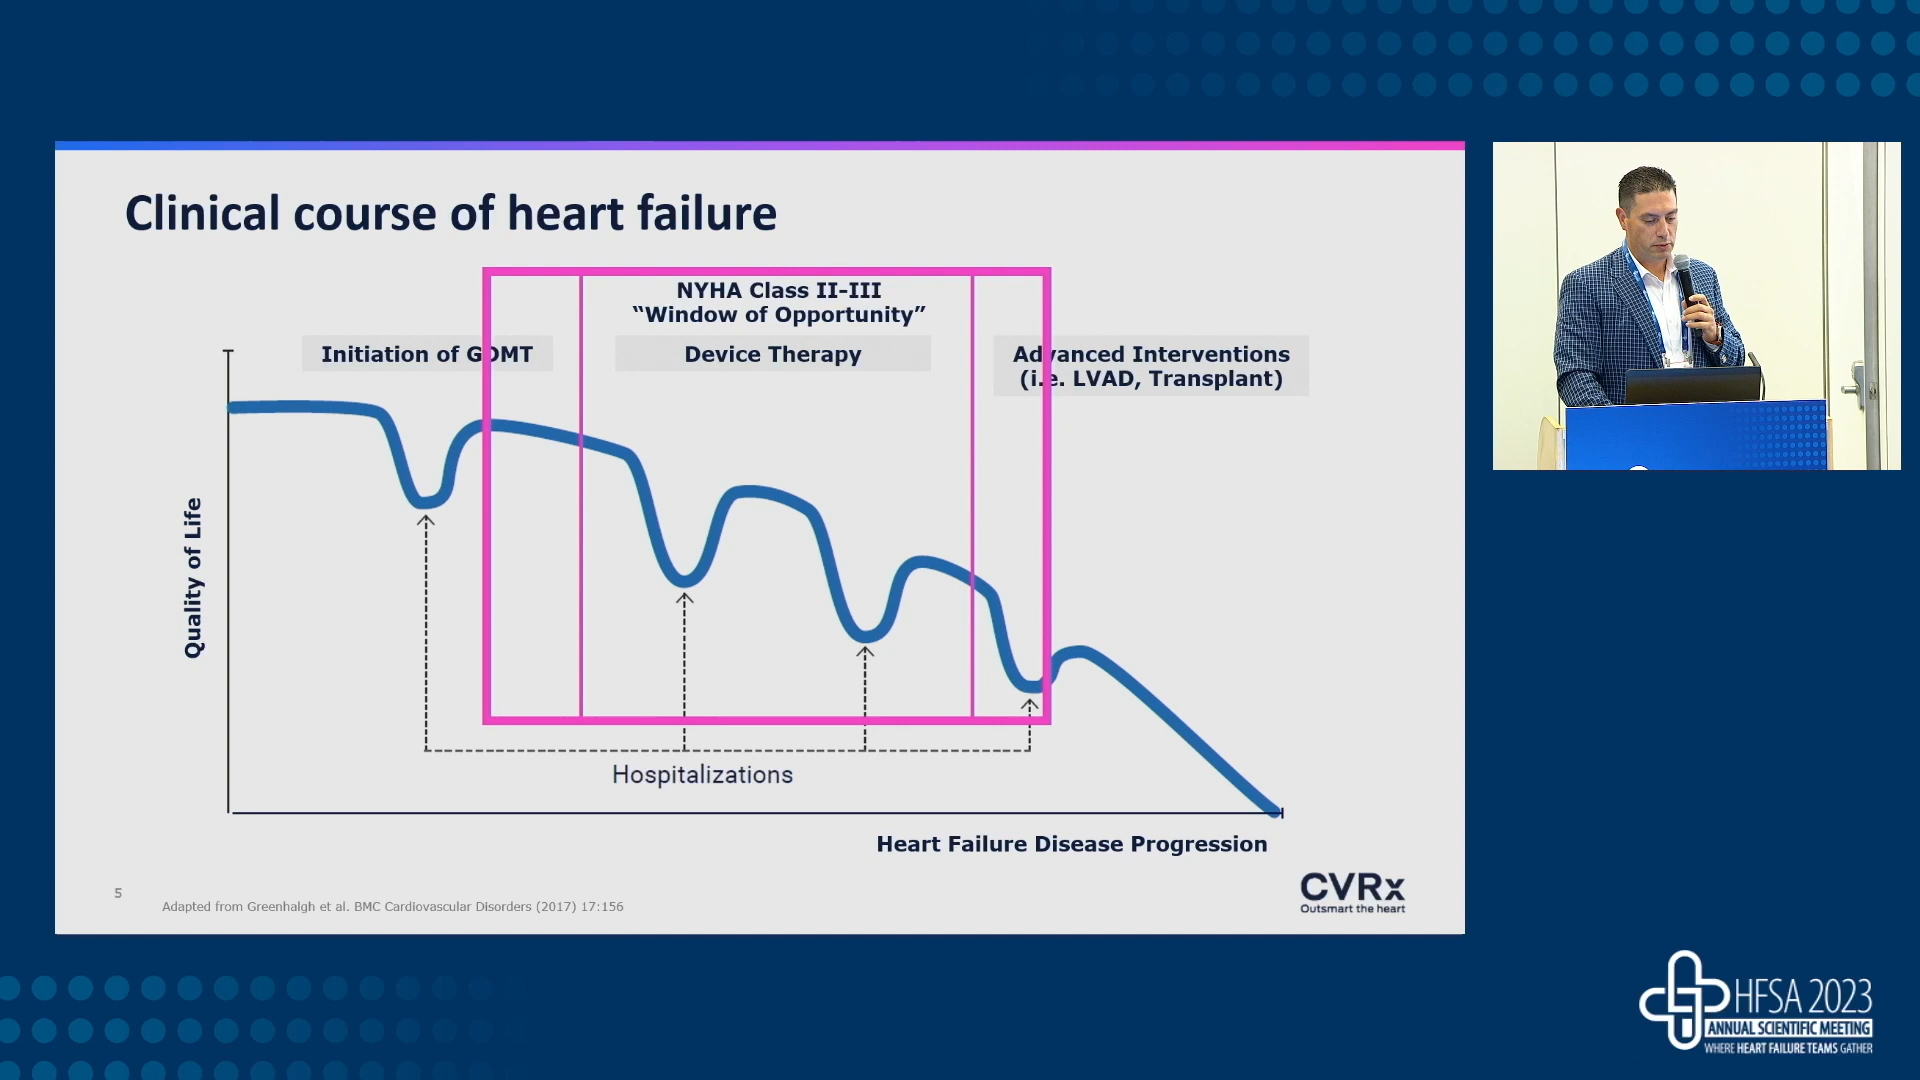 Clinical course of heart failure
NYHA Class II-III
“Window of Opportunity”
Initiation of GDMT
Device Therapy
Advanced Interventions
(i.e. LVAD, Transplant)
Quality of Life
Hospitalizations
Heart Failure Disease Progression
5
Adapted from Greenhalgh et al. BMC Cardiovascular Disorders (2017) 17:156
CVRx
Outsmart the heart
HFSA 2023
ANNUAL SCIENTIFIC MEETING
WHERE HEART FAILURE TEAMS GATHER